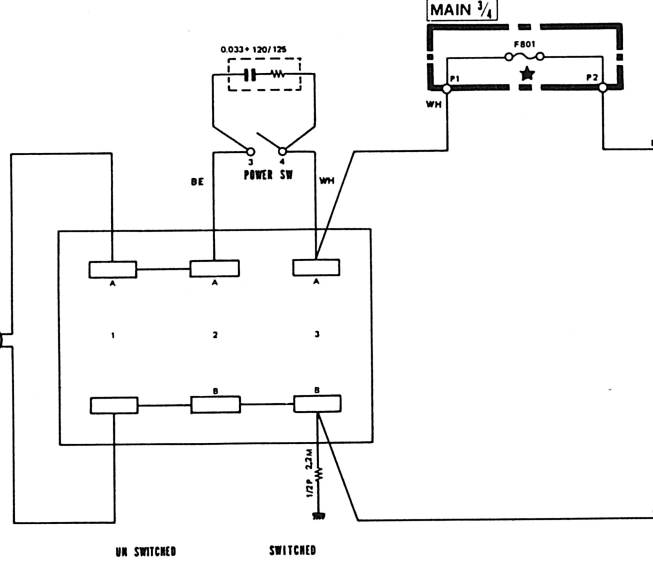 MAIN 3/4
0.033+120/125
F801
P1
P2
WH
3
4
POWER SW
BE
WH
A
A
A
1
2
3
B
B
1/2P 2.2M
UN SWITCHED
SWITCHED